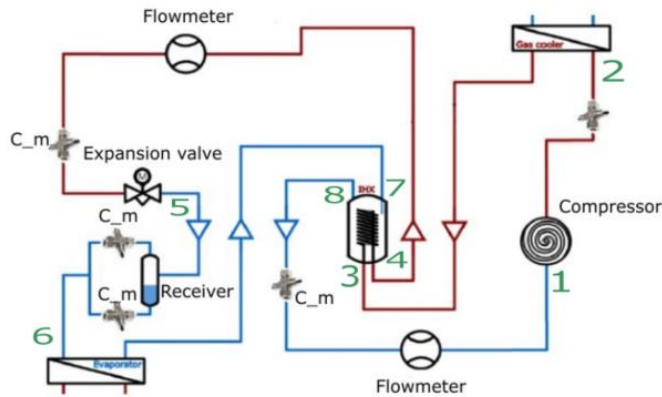 Flowmeter
Gas cooler
2
C_m
Expansion valve
M
5
8
IHX
7
Compressor
C_m
3
4
1
C_m
Receiver
C_m
6
Evaporator
Flowmeter